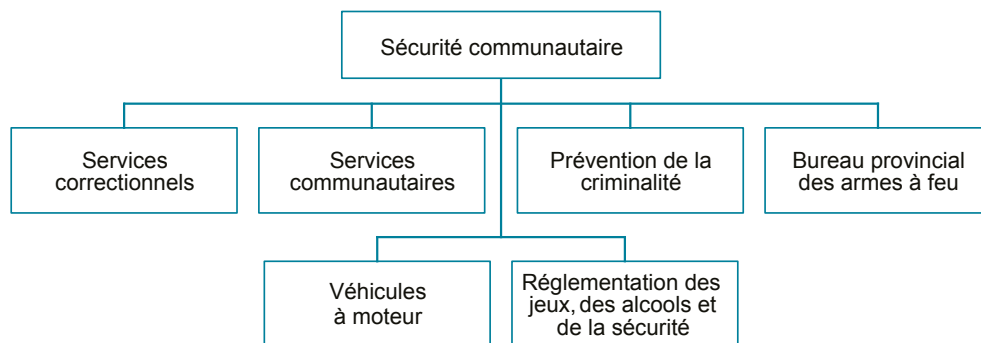 Sécurité communautaire
Services
correctionnels
Services
communautaires
Prévention de la
criminalité
Bureau provincial
des armes à feu
Véhicules
à moteur
Réglementation des
jeux, des alcools et
de la sécurité